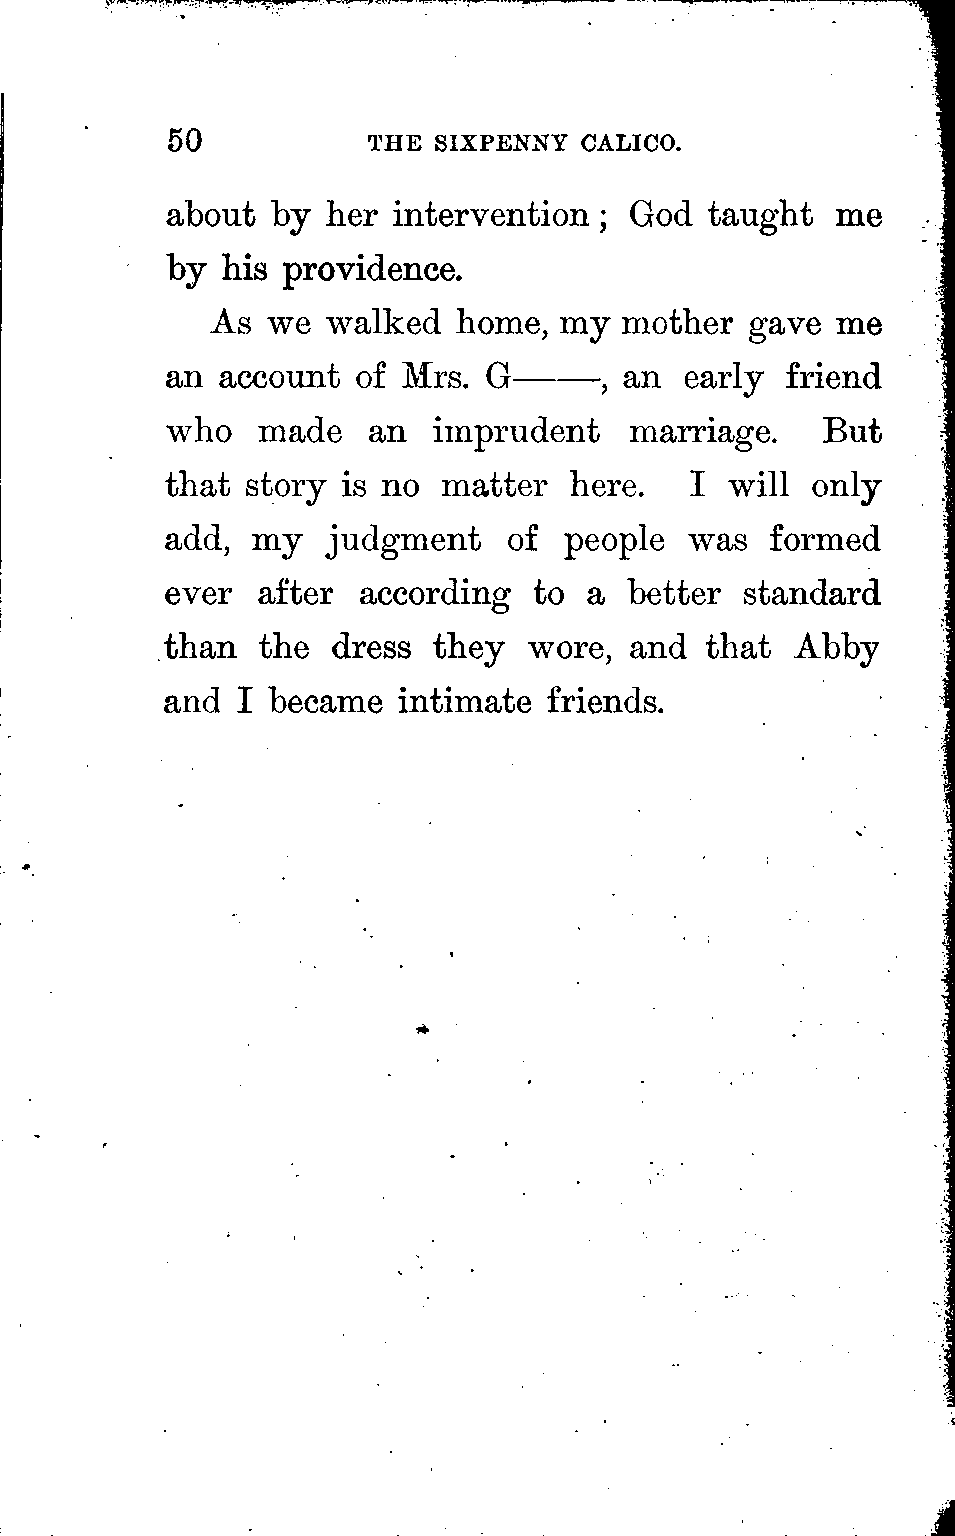 50 THE SIXPENNY CALICO.
about by her intervention; God taught me
by his providence.
As we walked home, my mother gave me
an account of Mrs. G——, an early friend
who made an imprudent marriage. But
that story is no matter here. I will only
add, my judgment of people was formed
ever after according to a better standard
than the dress they wore, and that Abby
and I became intimate friends.